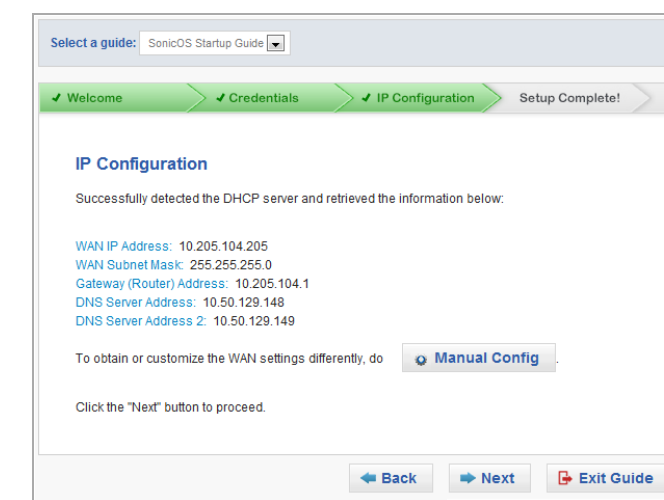 Select a guide: SonicOS Startup Guide
Welcome Credentials IP Configuration Setup Complete!
IP Configuration
Successfully detected the DHCP server and retrieved the information below:
WAN IP Address: 10.205.104.205
WAN Subnet Mask: 255.255.255.0
Gateway (Router) Address: 10.205.104.1
DNS Server Address: 10.50.129.148
DNS Server Address 2: 10.50.129.149
To obtain or customize the WAN settings differently, do Manual Config .
Click the "Next" button to proceed.
Back Next Exit Guide